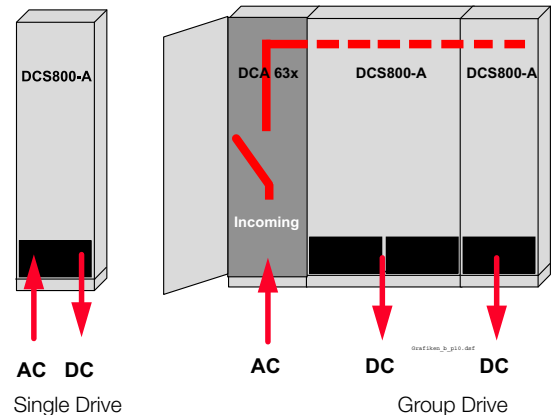 DCS800-A
AC DC
Single Drive
DCA 63x
DCS800-A
DCS800-A
Incoming
Grafiken_b_p10.dsf
AC
DC
DC
Group Drive